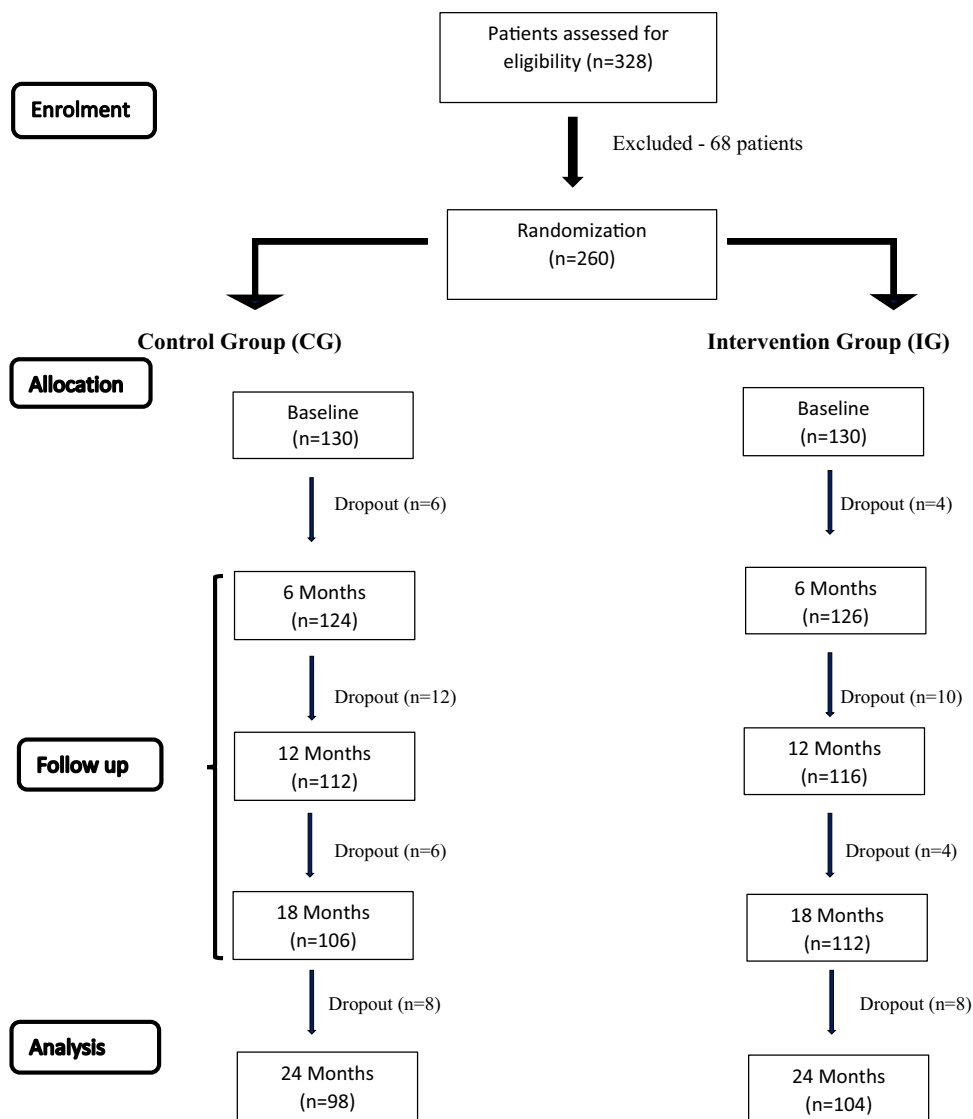 Patients assessed for
eligibility (n=328)
Enrolment
Excluded - 68 patients
Randomization
(n=260)
Control Group (CG)
Intervention Group (IG)
Allocation
Baseline
(n=130)
Baseline
(n=130)
Dropout (n=6)
Dropout (n=4)
6 Months
(n=124)
6 Months
(n=126)
Dropout (n=12)
Dropout (n=10)
Follow up
12 Months
(n=112)
12 Months
(n=116)
Dropout (n=6)
Dropout (n=4)
18 Months
(n=106)
18 Months
(n=112)
Dropout (n=8)
Dropout (n=8)
Analysis
24 Months
(n=98)
24 Months
(n=104)